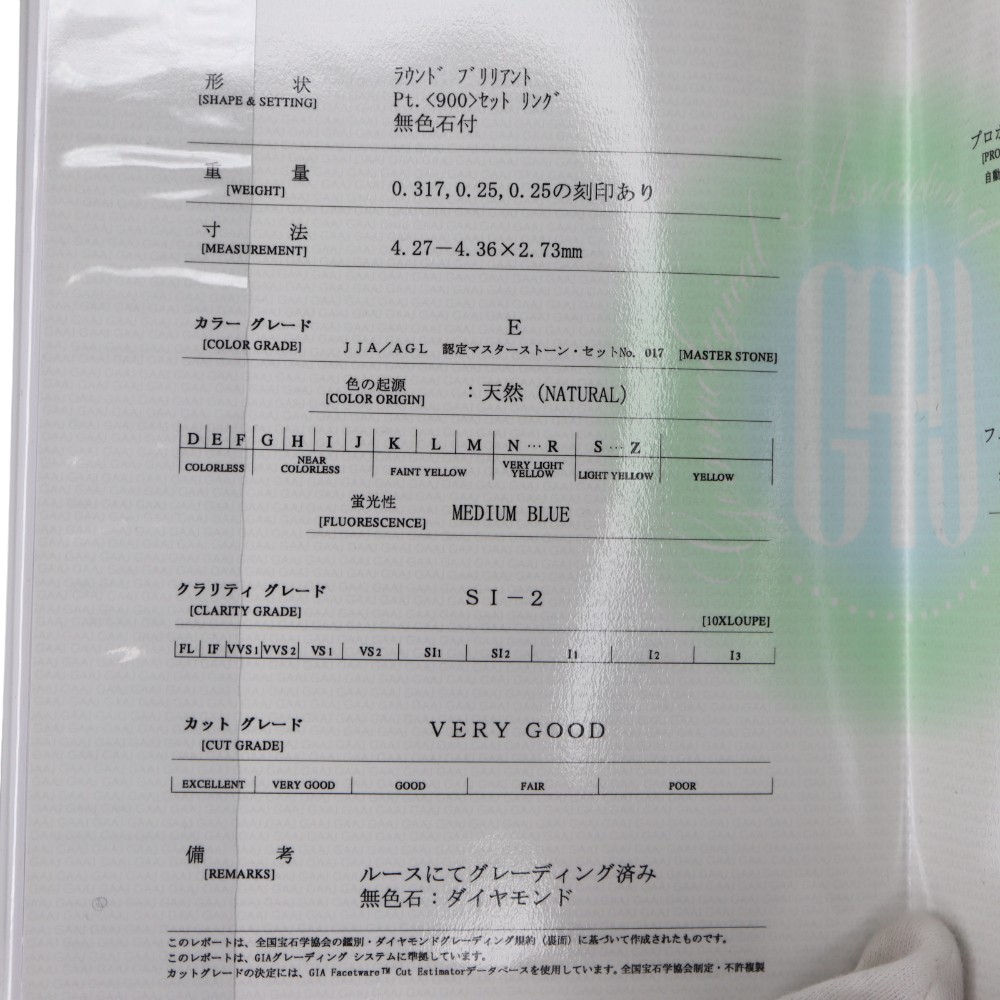 形 状
[SHAPE & SETTING]
ﾗｳﾝﾄﾞ ﾌﾞﾘﾘｱﾝﾄ
Pt.<900>ｾｯﾄ ﾘﾝｸﾞ
無色石付
重 量
[WEIGHT]
0.317,0.25,0.25の刻印あり
寸 法
[MEASUREMENT]
4.27－4.36×2.73mm
カラー グレード
[COLOR GRADE]
E
ＪＪＡ／ＡＧＬ 認定マスターストーン・セットNo. 017 [MASTER STONE]
色の起源
[COLOR ORIGIN]
：天然 (NATURAL)
D E F G H I J K L M N…R S…Z
COLORLESS NEAR COLORLESS FAINT YELLOW VERY LIGHT YELLOW LIGHT YELLOW YELLOW
蛍光性
[FLUORESCENCE]
MEDIUM BLUE
クラリティ グレード
[CLARITY GRADE]
ＳＩ－２
[10XLOUPE]
FL IF VVS1 VVS2 VS1 VS2 SI1 SI2 I1 I2 I3
カット グレード
[CUT GRADE]
VERY GOOD
EXCELLENT VERY GOOD GOOD FAIR POOR
備 考
[REMARKS]
ルースにてグレーディング済み
無色石：ダイヤモンド
このレポートは、全国宝石学協会の鑑別・ダイヤモンドグレーディング規約（裏面）に基づいて作成されたものです。
このレポートは、GIAグレーディング システムに準拠しています。
カットグレードの決定には、GIA Facetware™ Cut Estimatorデータベースを使用しています。全国宝石学協会制定・不許複製
プロ
[PRO
自動